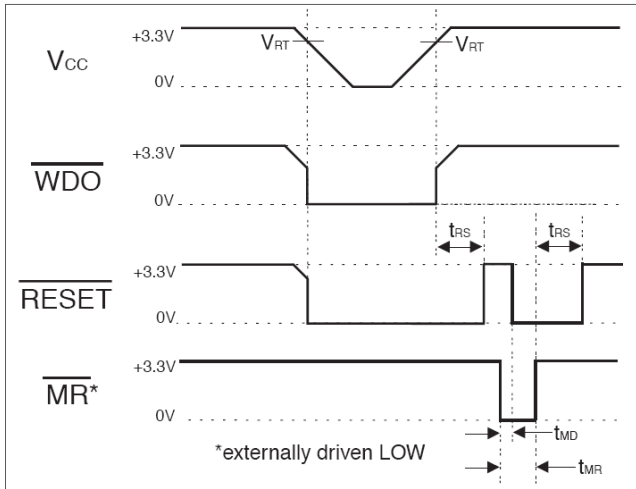 +3.3V
VRT
VRT
VCC
0V
+3.3V
WDO
0V
tRS
tRS
+3.3V
RESET
0V
+3.3V
MR*
0V
tMD
*externally driven LOW
tMR